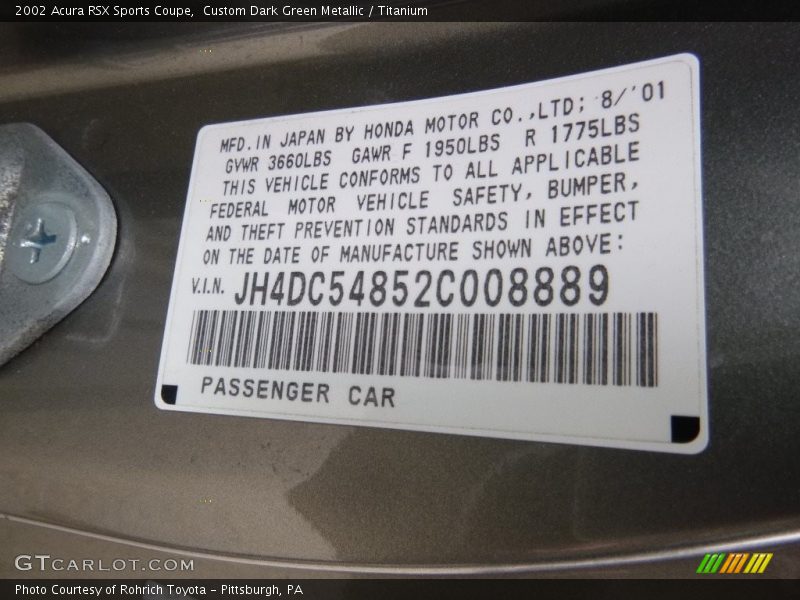 2002 Acura RSX Sports Coupe,  Custom Dark Green Metallic / Titanium
MFD. IN JAPAN BY HONDA MOTOR CO.,LTD; 8/'01
GVWR 3660LBS GAWR F 1950LBS R 1775LBS
THIS VEHICLE CONFORMS TO ALL APPLICABLE
FEDERAL MOTOR VEHICLE SAFETY, BUMPER,
AND THEFT PREVENTION STANDARDS IN EFFECT
ON THE DATE OF MANUFACTURE SHOWN ABOVE:
V.I.N. JH4DC54852C008889
PASSENGER CAR
GTCARLOT.COM
Photo Courtesy of Rohrich Toyota - Pittsburgh, PA